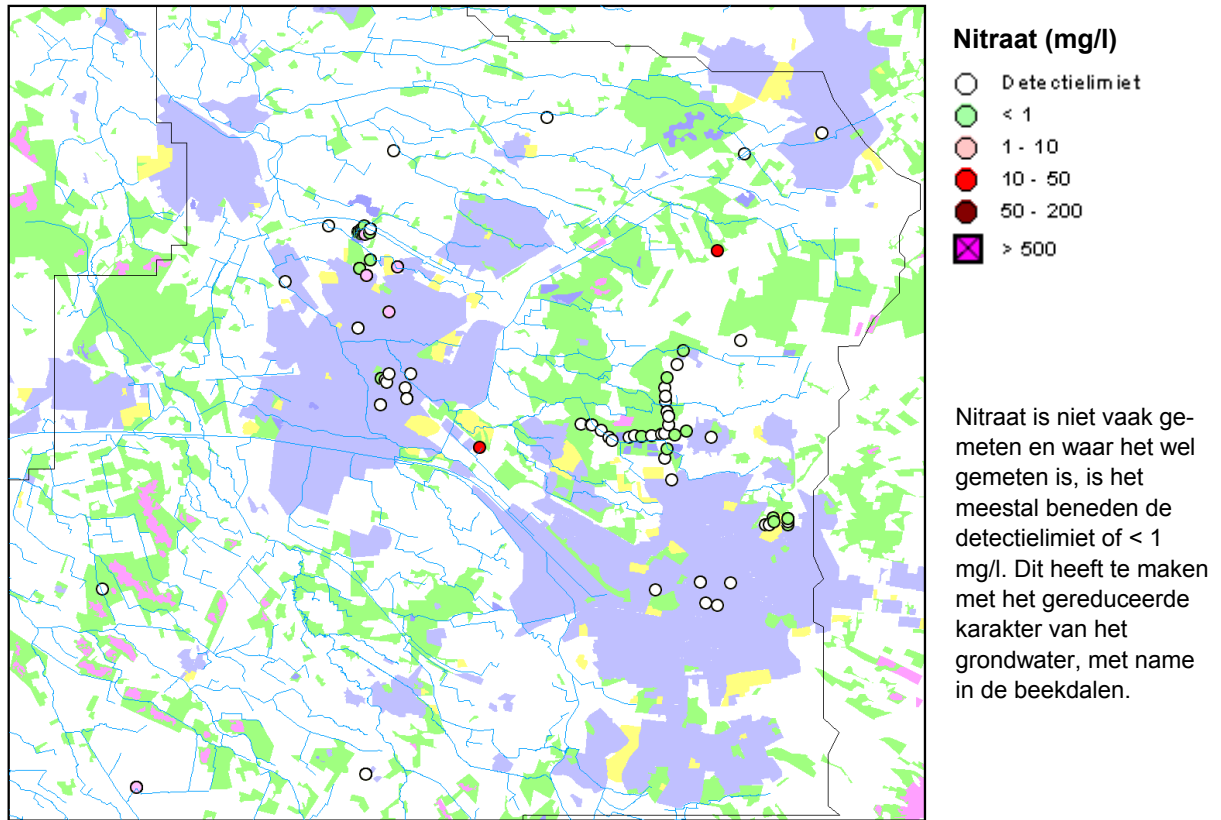 Nitraat (mg/l)
Detectielimiet
< 1
1 - 10
10 - 50
50 - 200
> 500
Nitraat is niet vaak ge-
meten en waar het wel
gemeten is, is het
meestal beneden de
detectielimiet of < 1
mg/l. Dit heeft te maken
met het gereduceerde
karakter van het
grondwater, met name
in de beekdalen.